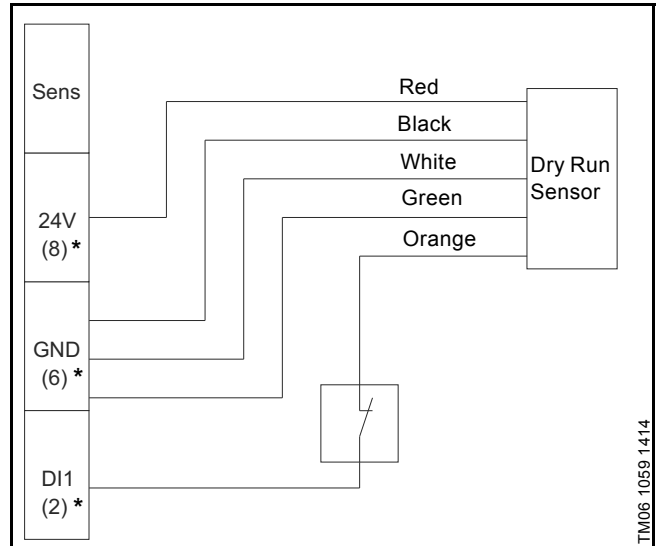 Sens
24V
(8) *
GND
(6) *
DI1
(2) *
Red
Black
White
Green
Orange
Dry Run
Sensor
TM06 1059 1414